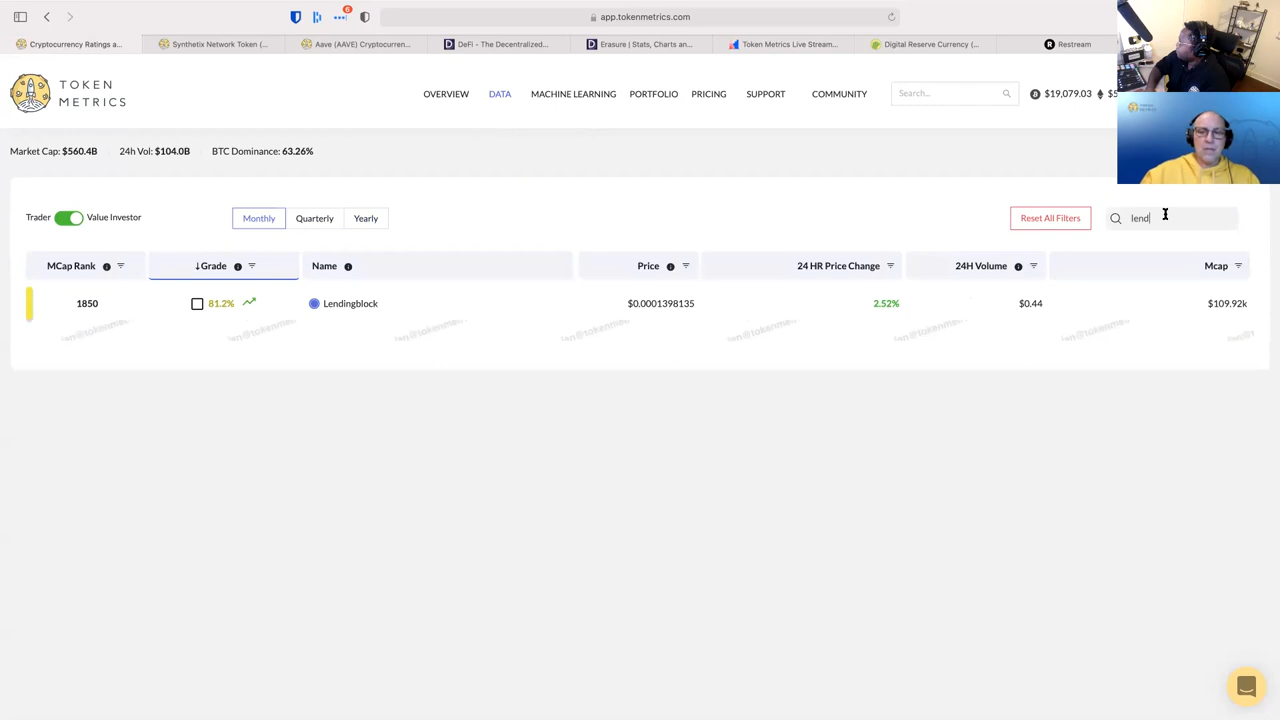 app.tokenmetrics.com
6
Cryptocurrency Ratings a...
Synthetix Network Token (...
Aave (AAVE) Cryptocurren...
DeFi - The Decentralized...
Erasure | Stats, Charts an...
Token Metrics Live Stream...
Digital Reserve Currency (...
Restream
TOKEN METRICS
OVERVIEW
DATA
MACHINE LEARNING
PORTFOLIO
PRICING
SUPPORT
COMMUNITY
Search...
$19,079.03
TOKEN METRICS
Market Cap: $560.4B
24h Vol: $104.0B
BTC Dominance: 63.26%
Trader
Value Investor
Monthly
Quarterly
Yearly
Reset All Filters
lend
MCap Rank
↓Grade
Name
Price
24 HR Price Change
24H Volume
Mcap
1850
81.2%
Lendingblock
$0.0001398135
2.52%
$0.44
$109.92k